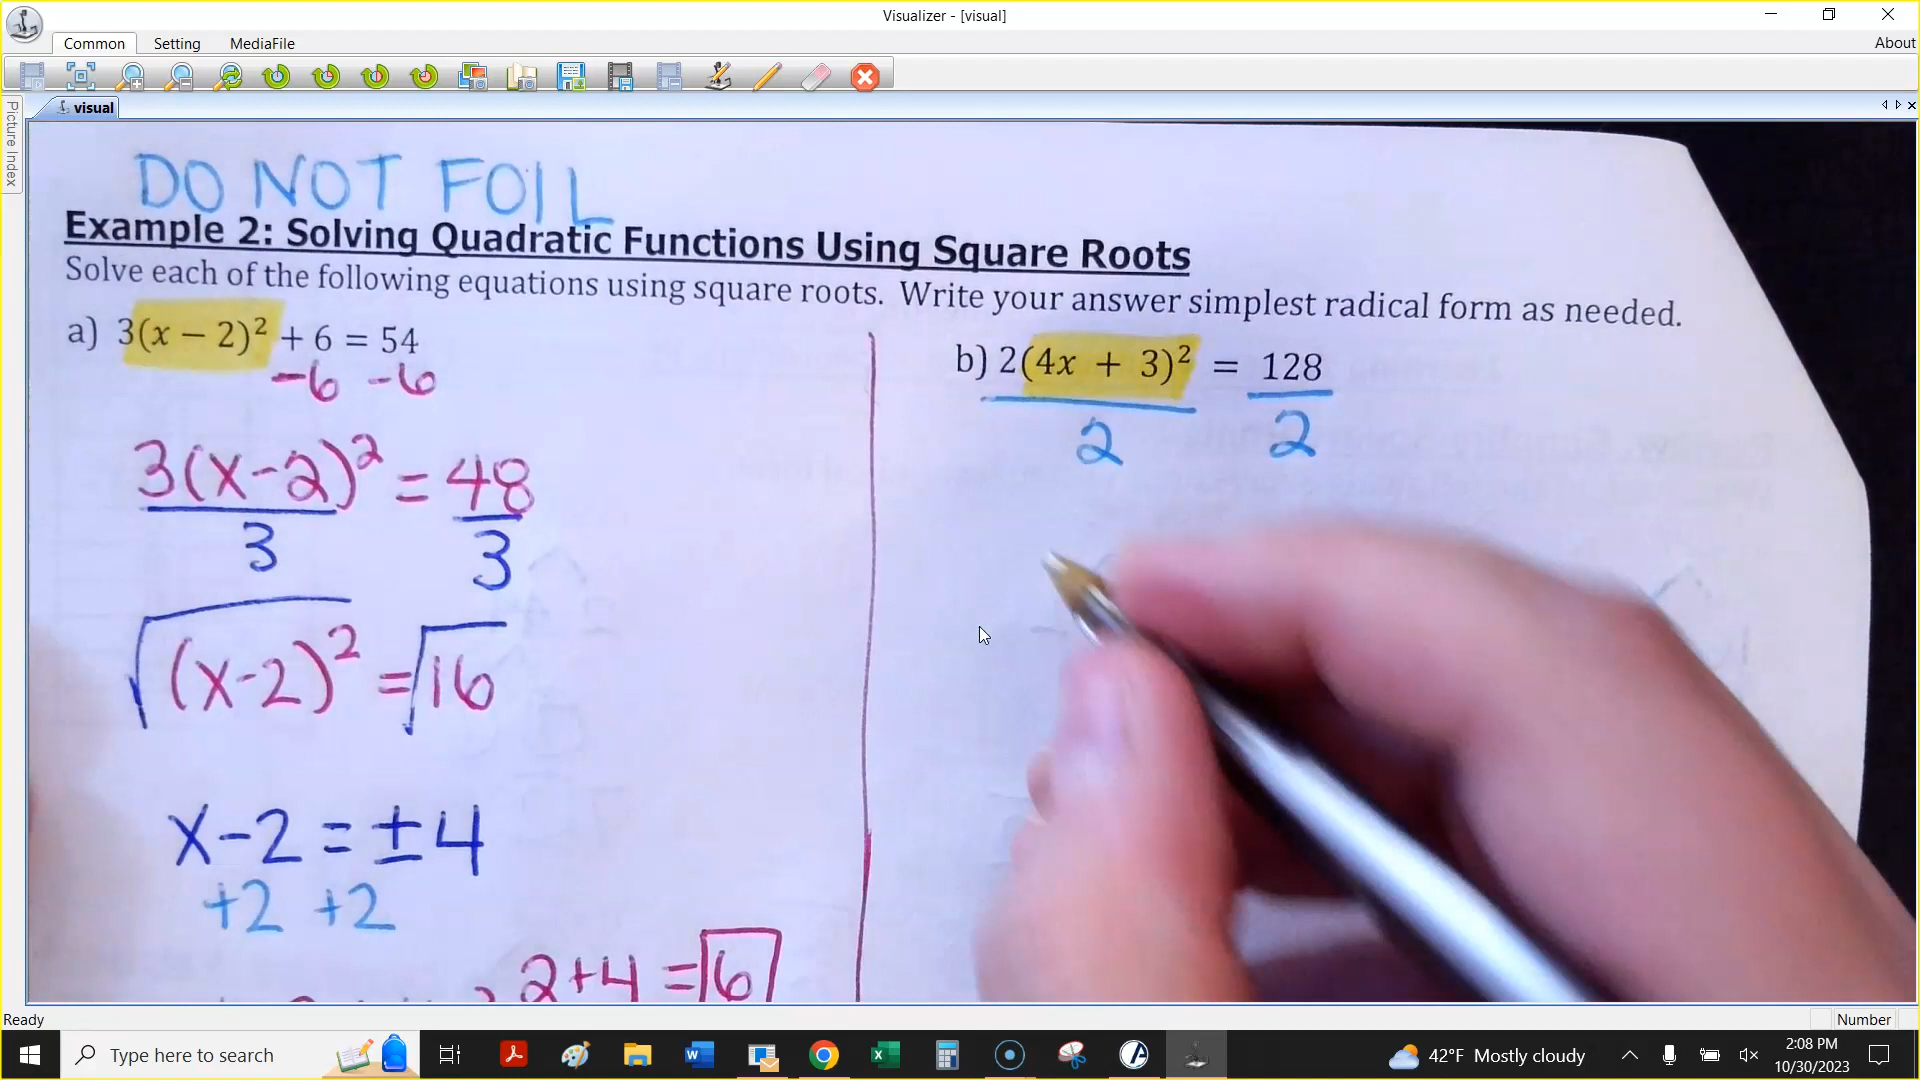 Visualizer - [visual]
Common Setting MediaFile
About
visual
Picture Index
DO NOT FOIL
Example 2: Solving Quadratic Functions Using Square Roots
Solve each of the following equations using square roots. Write your answer simplest radical form as needed.
a) 3(x − 2)² + 6 = 54
-6 -6
3(x-2)² = 48
3 3
√(x-2)² = √16
x-2 = ±4
+2 +2
2+4 = 6
b) 2(4x + 3)² = 128
2 2
Ready
Number
Type here to search
42°F Mostly cloudy
2:08 PM
10/30/2023